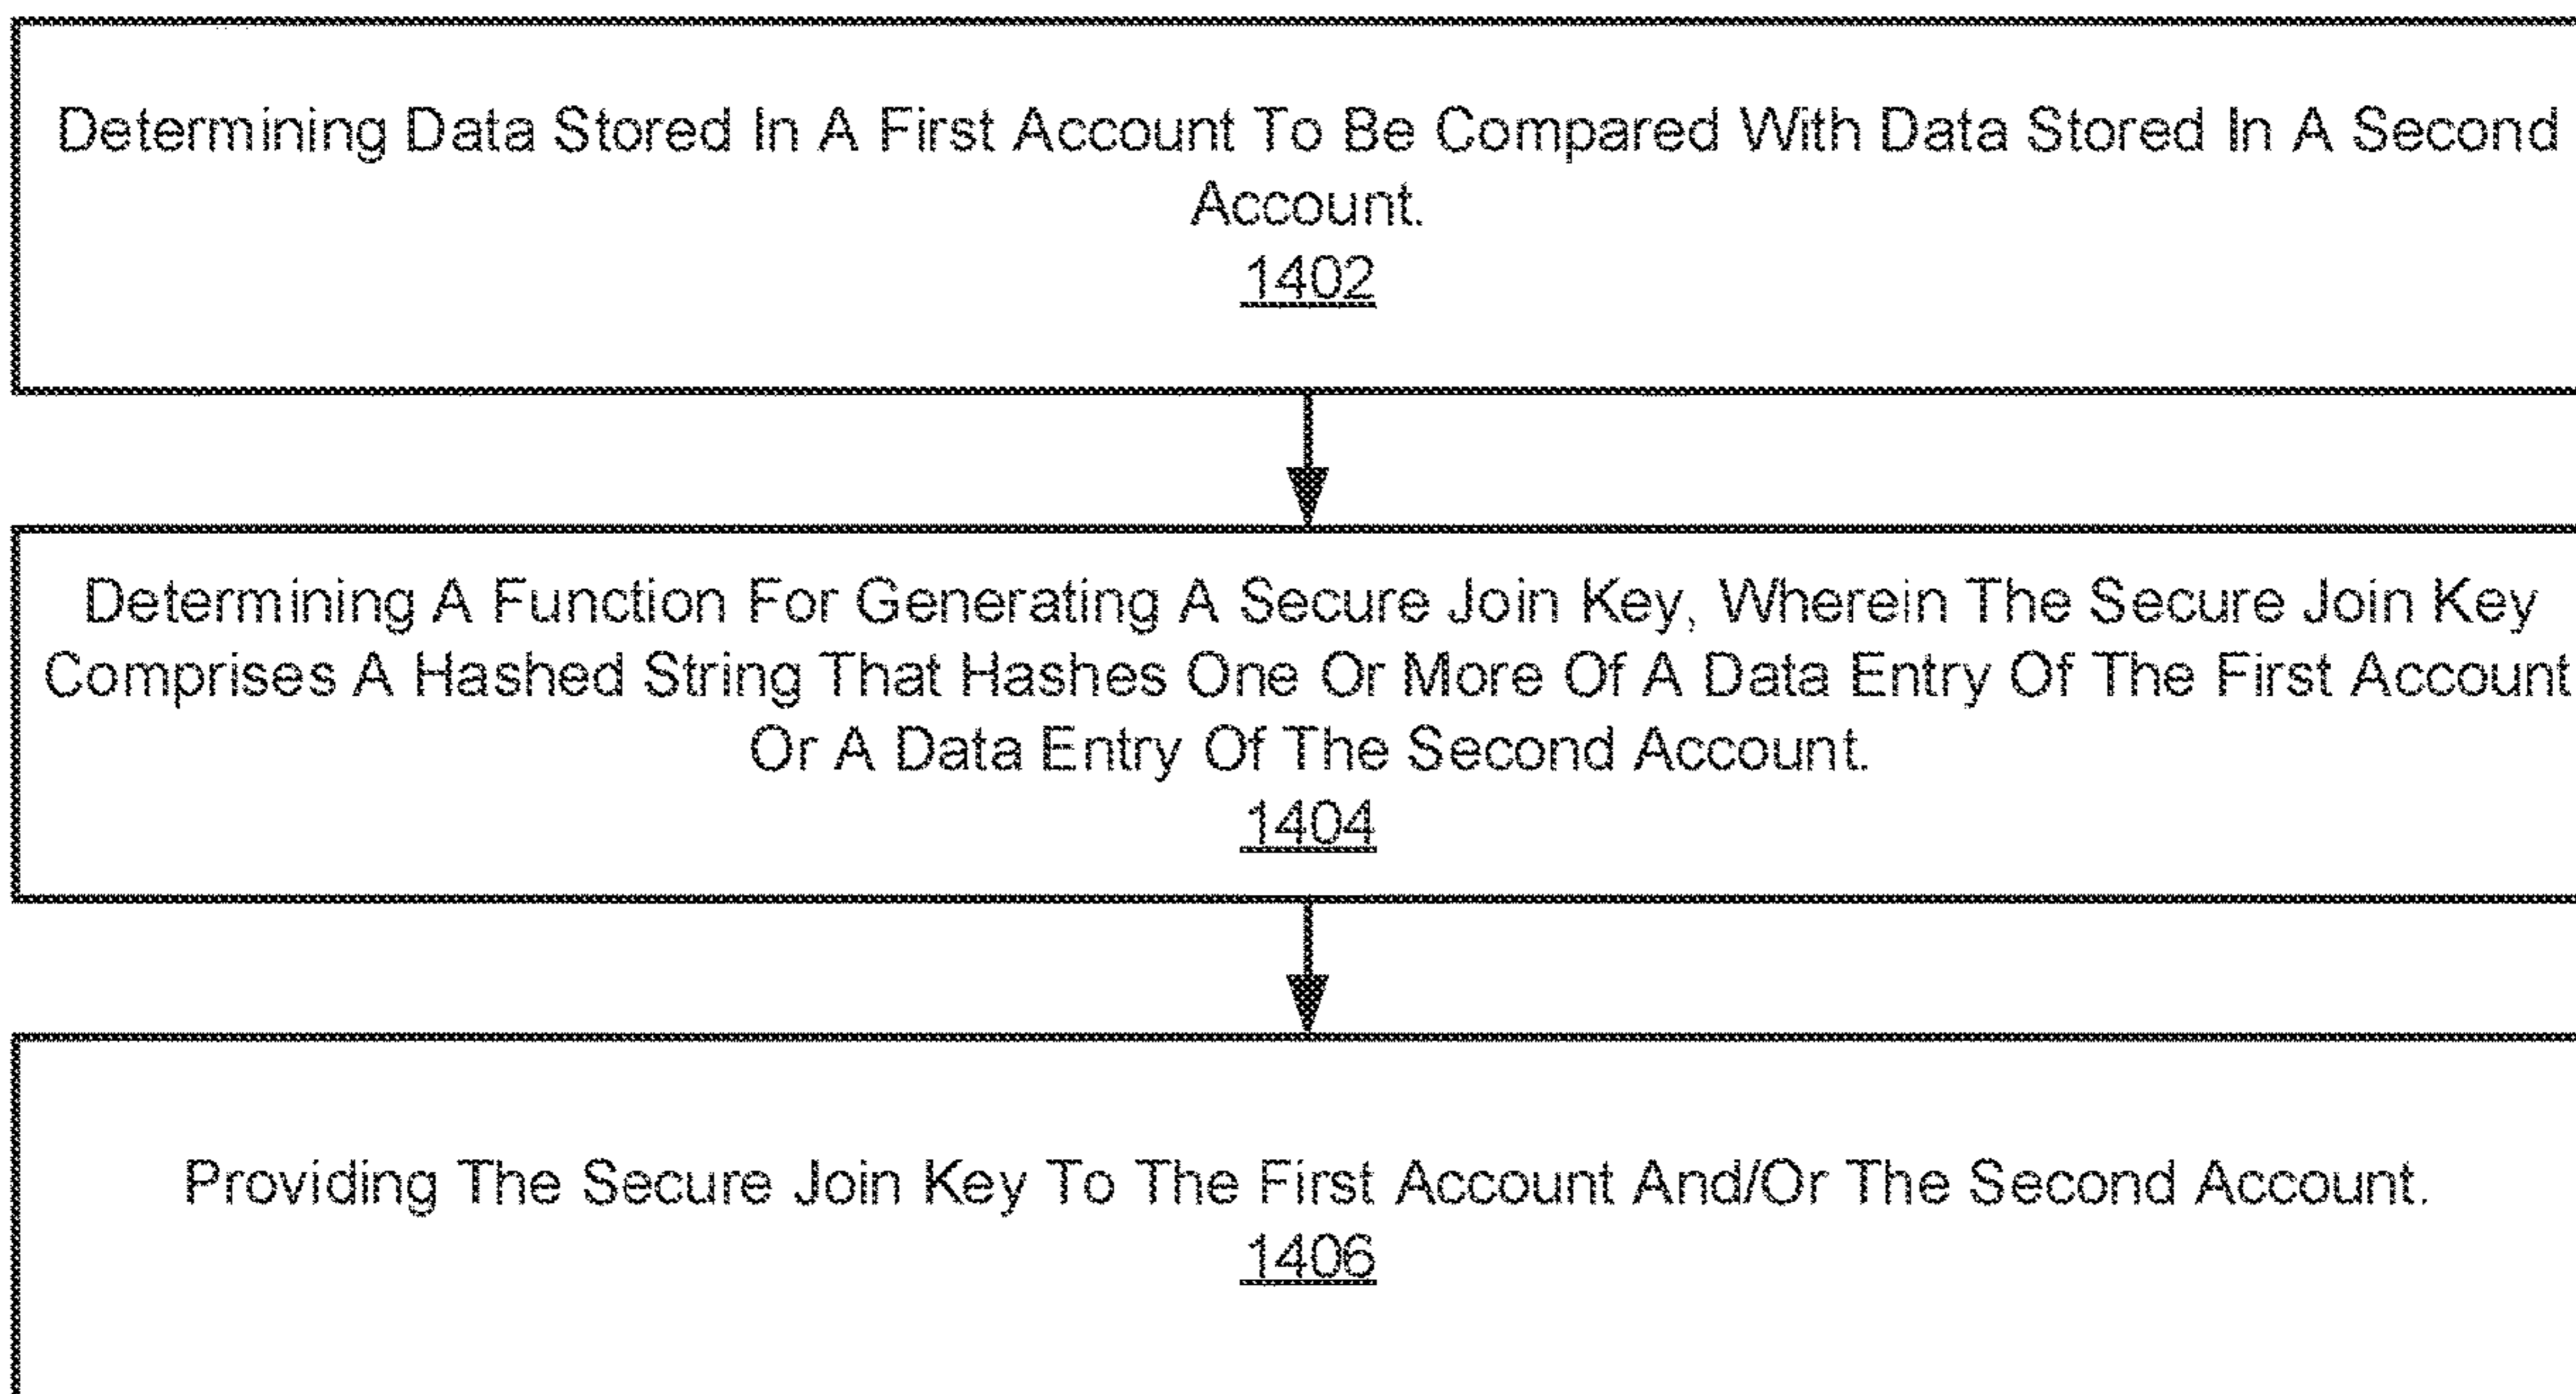 Determining Data Stored In A First Account To Be Compared With Data Stored In A Second
Account.
1402
Determining A Function For Generating A Secure Join Key, Wherein The Secure Join Key
Comprises A Hashed String That Hashes One Or More Of A Data Entry Of The First Account
Or A Data Entry Of The Second Account.
1404
Providing The Secure Join Key To The First Account And/Or The Second Account.
1406